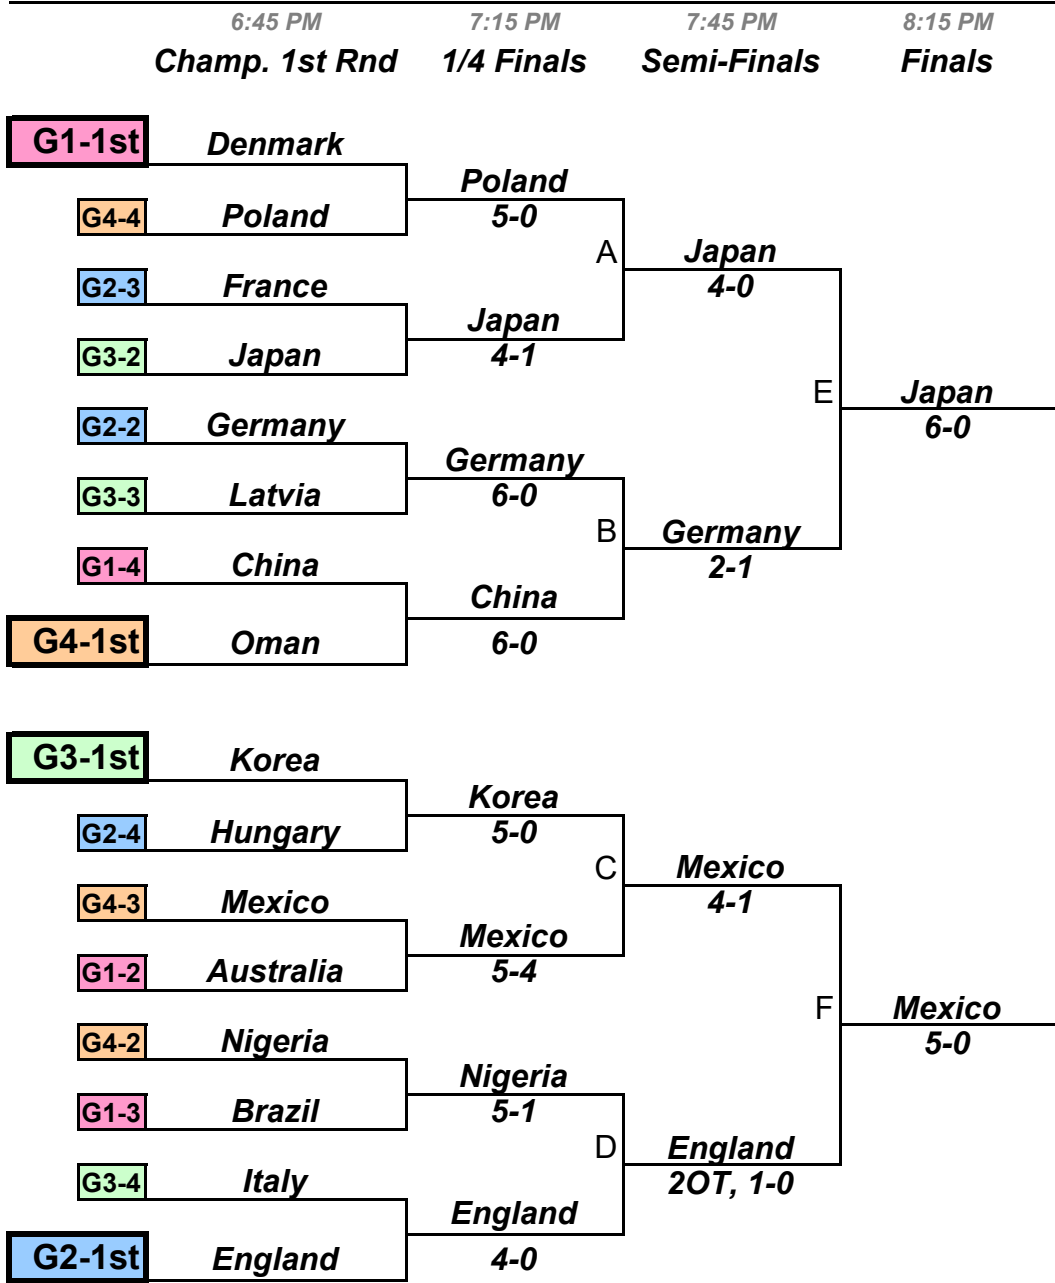 6:45 PM 7:15 PM 7:45 PM 8:15 PM
Champ. 1st Rnd 1/4 Finals Semi-Finals Finals
G1-1st Denmark
Poland
G4-4 Poland 5-0
A Japan
G2-3 France 4-0
Japan
G3-2 Japan 4-1
E Japan
G2-2 Germany 6-0
Germany
G3-3 Latvia 6-0
B Germany
G1-4 China 2-1
China
G4-1st Oman 6-0
G3-1st Korea
Korea
G2-4 Hungary 5-0
C Mexico
G4-3 Mexico 4-1
Mexico
G1-2 Australia 5-4
F Mexico
G4-2 Nigeria 5-0
Nigeria
G1-3 Brazil 5-1
D England
G3-4 Italy 2OT, 1-0
England
G2-1st England 4-0